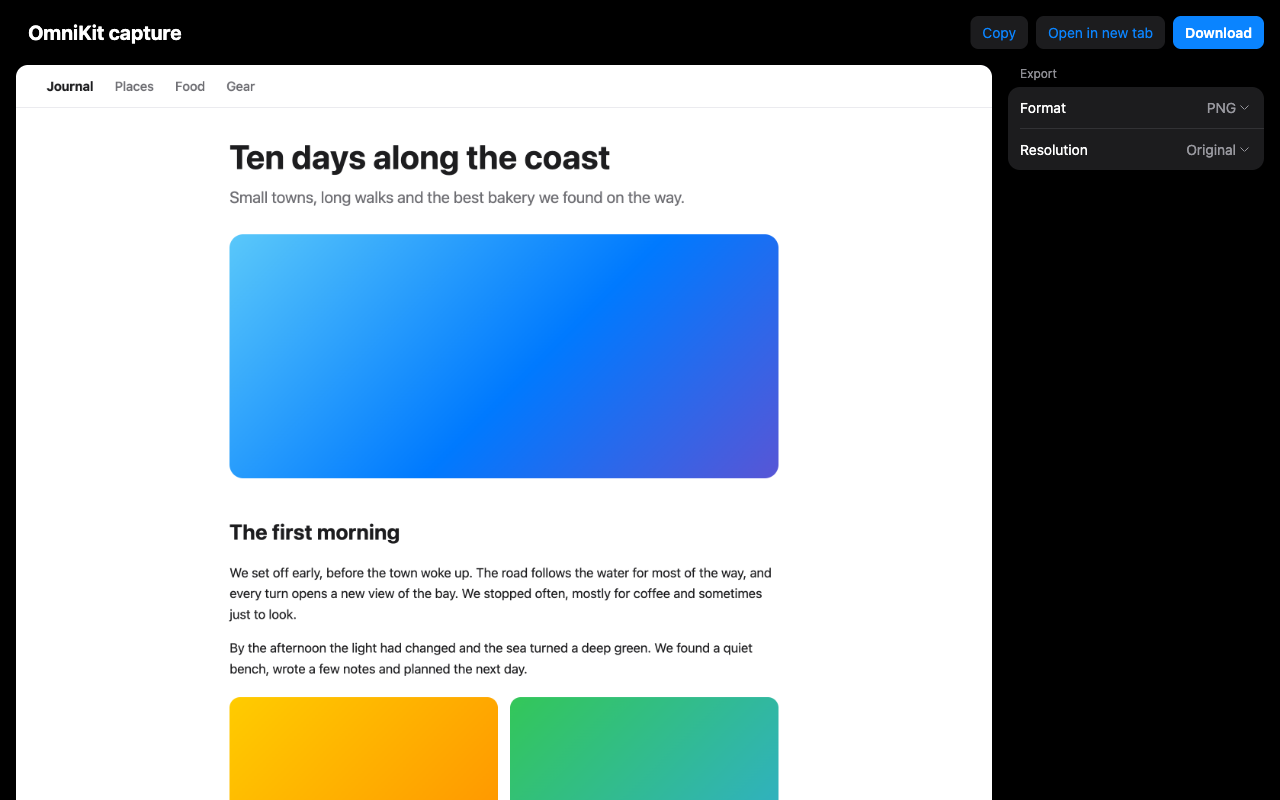 OmniKit capture
Copy
Open in new tab
Download
Journal
Places
Food
Gear
Export
Format
PNG
Resolution
Original
Ten days along the coast
Small towns, long walks and the best bakery we found on the way.
The first morning
We set off early, before the town woke up. The road follows the water for most of the way, and
every turn opens a new view of the bay. We stopped often, mostly for coffee and sometimes
just to look.
By the afternoon the light had changed and the sea turned a deep green. We found a quiet
bench, wrote a few notes and planned the next day.